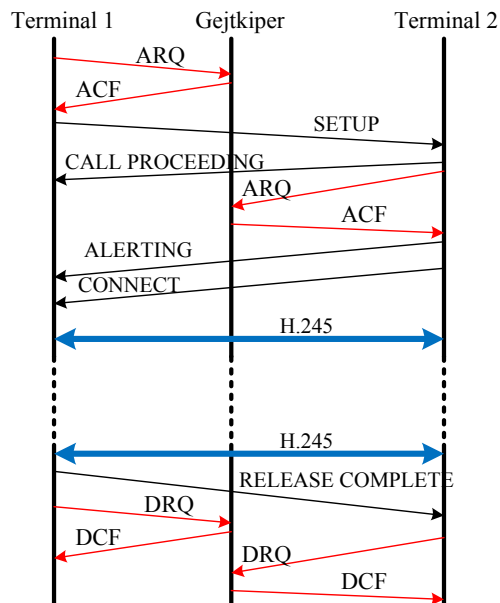 Terminal 1 Gejtkiper Terminal 2
ARQ
ACF
SETUP
CALL PROCEEDING
ARQ
ACF
ALERTING
CONNECT
H.245
H.245
RELEASE COMPLETE
DRQ
DCF
DRQ
DCF